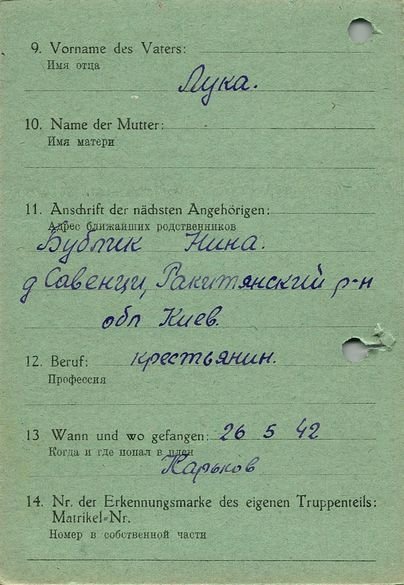 9. Vorname des Vaters:
Имя отца
Лука.
10. Name der Mutter:
Имя матери
11. Anschrift der nächsten Angehörigen:
Адрес ближайших родственников
Бублик Нина.
д Савенци, Ракитянский р-н
обл Киев.
12. Beruf: крестьянин.
Профессия
13 Wann und wo gefangen: 26 5 42
Когда и где попал в плен
Карьков
14. Nr. der Erkennungsmarke des eigenen Truppenteils:
Matrikel-Nr.
Номер в собственной части